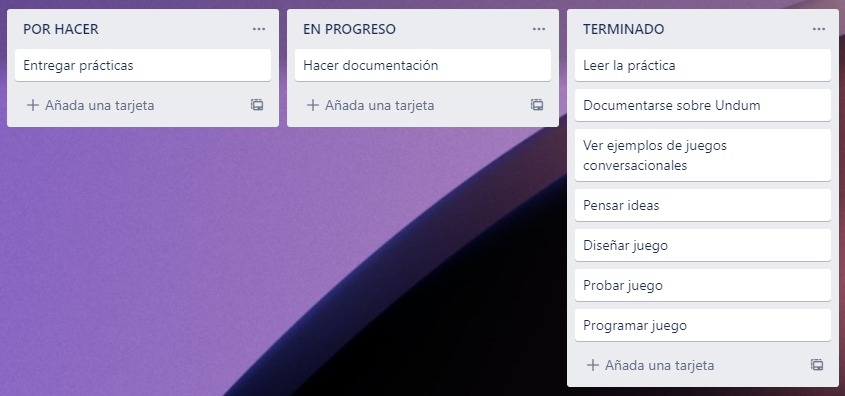 POR HACER
Entregar prácticas
Añada una tarjeta
EN PROGRESO
Hacer documentación
Añada una tarjeta
TERMINADO
Leer la práctica
Documentarse sobre Undum
Ver ejemplos de juegos
conversacionales
Pensar ideas
Diseñar juego
Probar juego
Programar juego
Añada una tarjeta